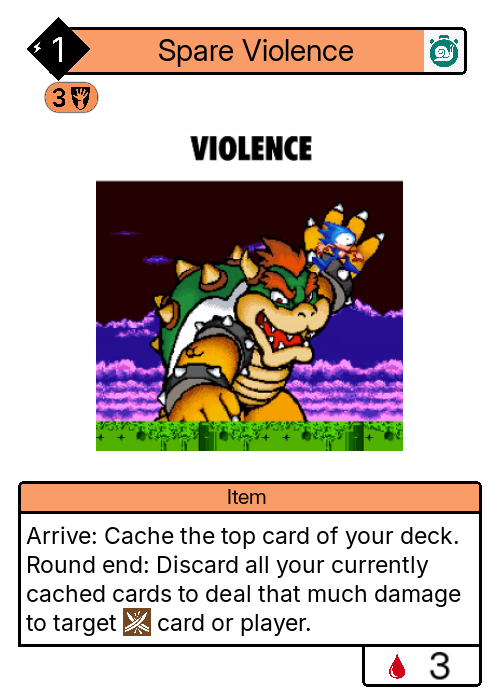 1 Spare Violence
3
VIOLENCE
Item
Arrive: Cache the top card of your deck.
Round end: Discard all your currently
cached cards to deal that much damage
to target card or player.
3